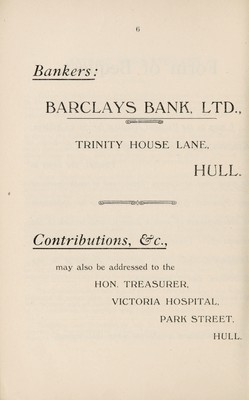 6
Bankers:
BARCLAYS BANK, LTD.,
TRINITY HOUSE LANE,
HULL.
Contributions, &c.,
may also be addressed to the
HON. TREASURER,
VICTORIA HOSPITAL,
PARK STREET,
HULL.